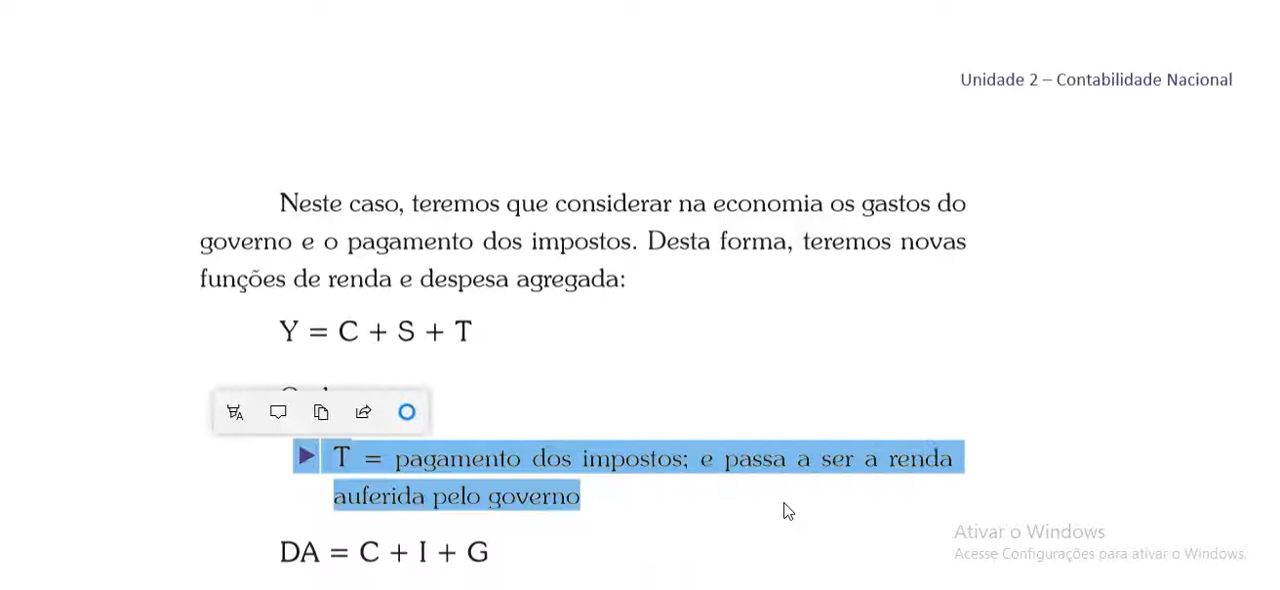 Unidade 2 – Contabilidade Nacional
Neste caso, teremos que considerar na economia os gastos do
governo e o pagamento dos impostos. Desta forma, teremos novas
funções de renda e despesa agregada:
Y = C + S + T
T = pagamento dos impostos; e passa a ser a renda
auferida pelo governo
DA = C + I + G
Ativar o Windows
Acesse Configurações para ativar o Windows.